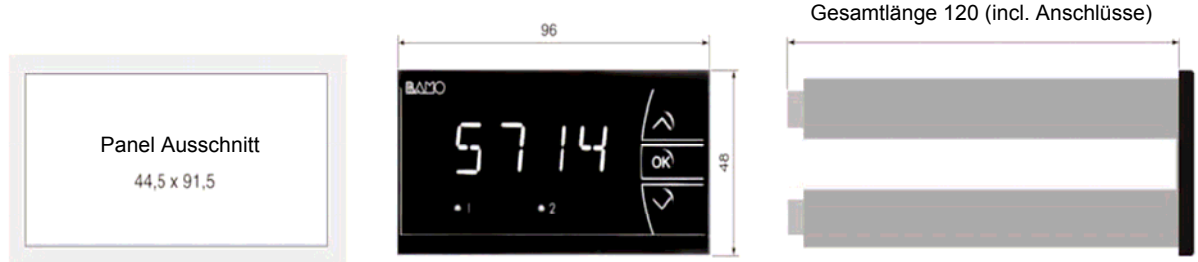 Gesamtlänge 120 (incl. Anschlüsse)
96
BAMO
Panel Ausschnitt
44,5 x 91,5
5714
OK
48
1
2